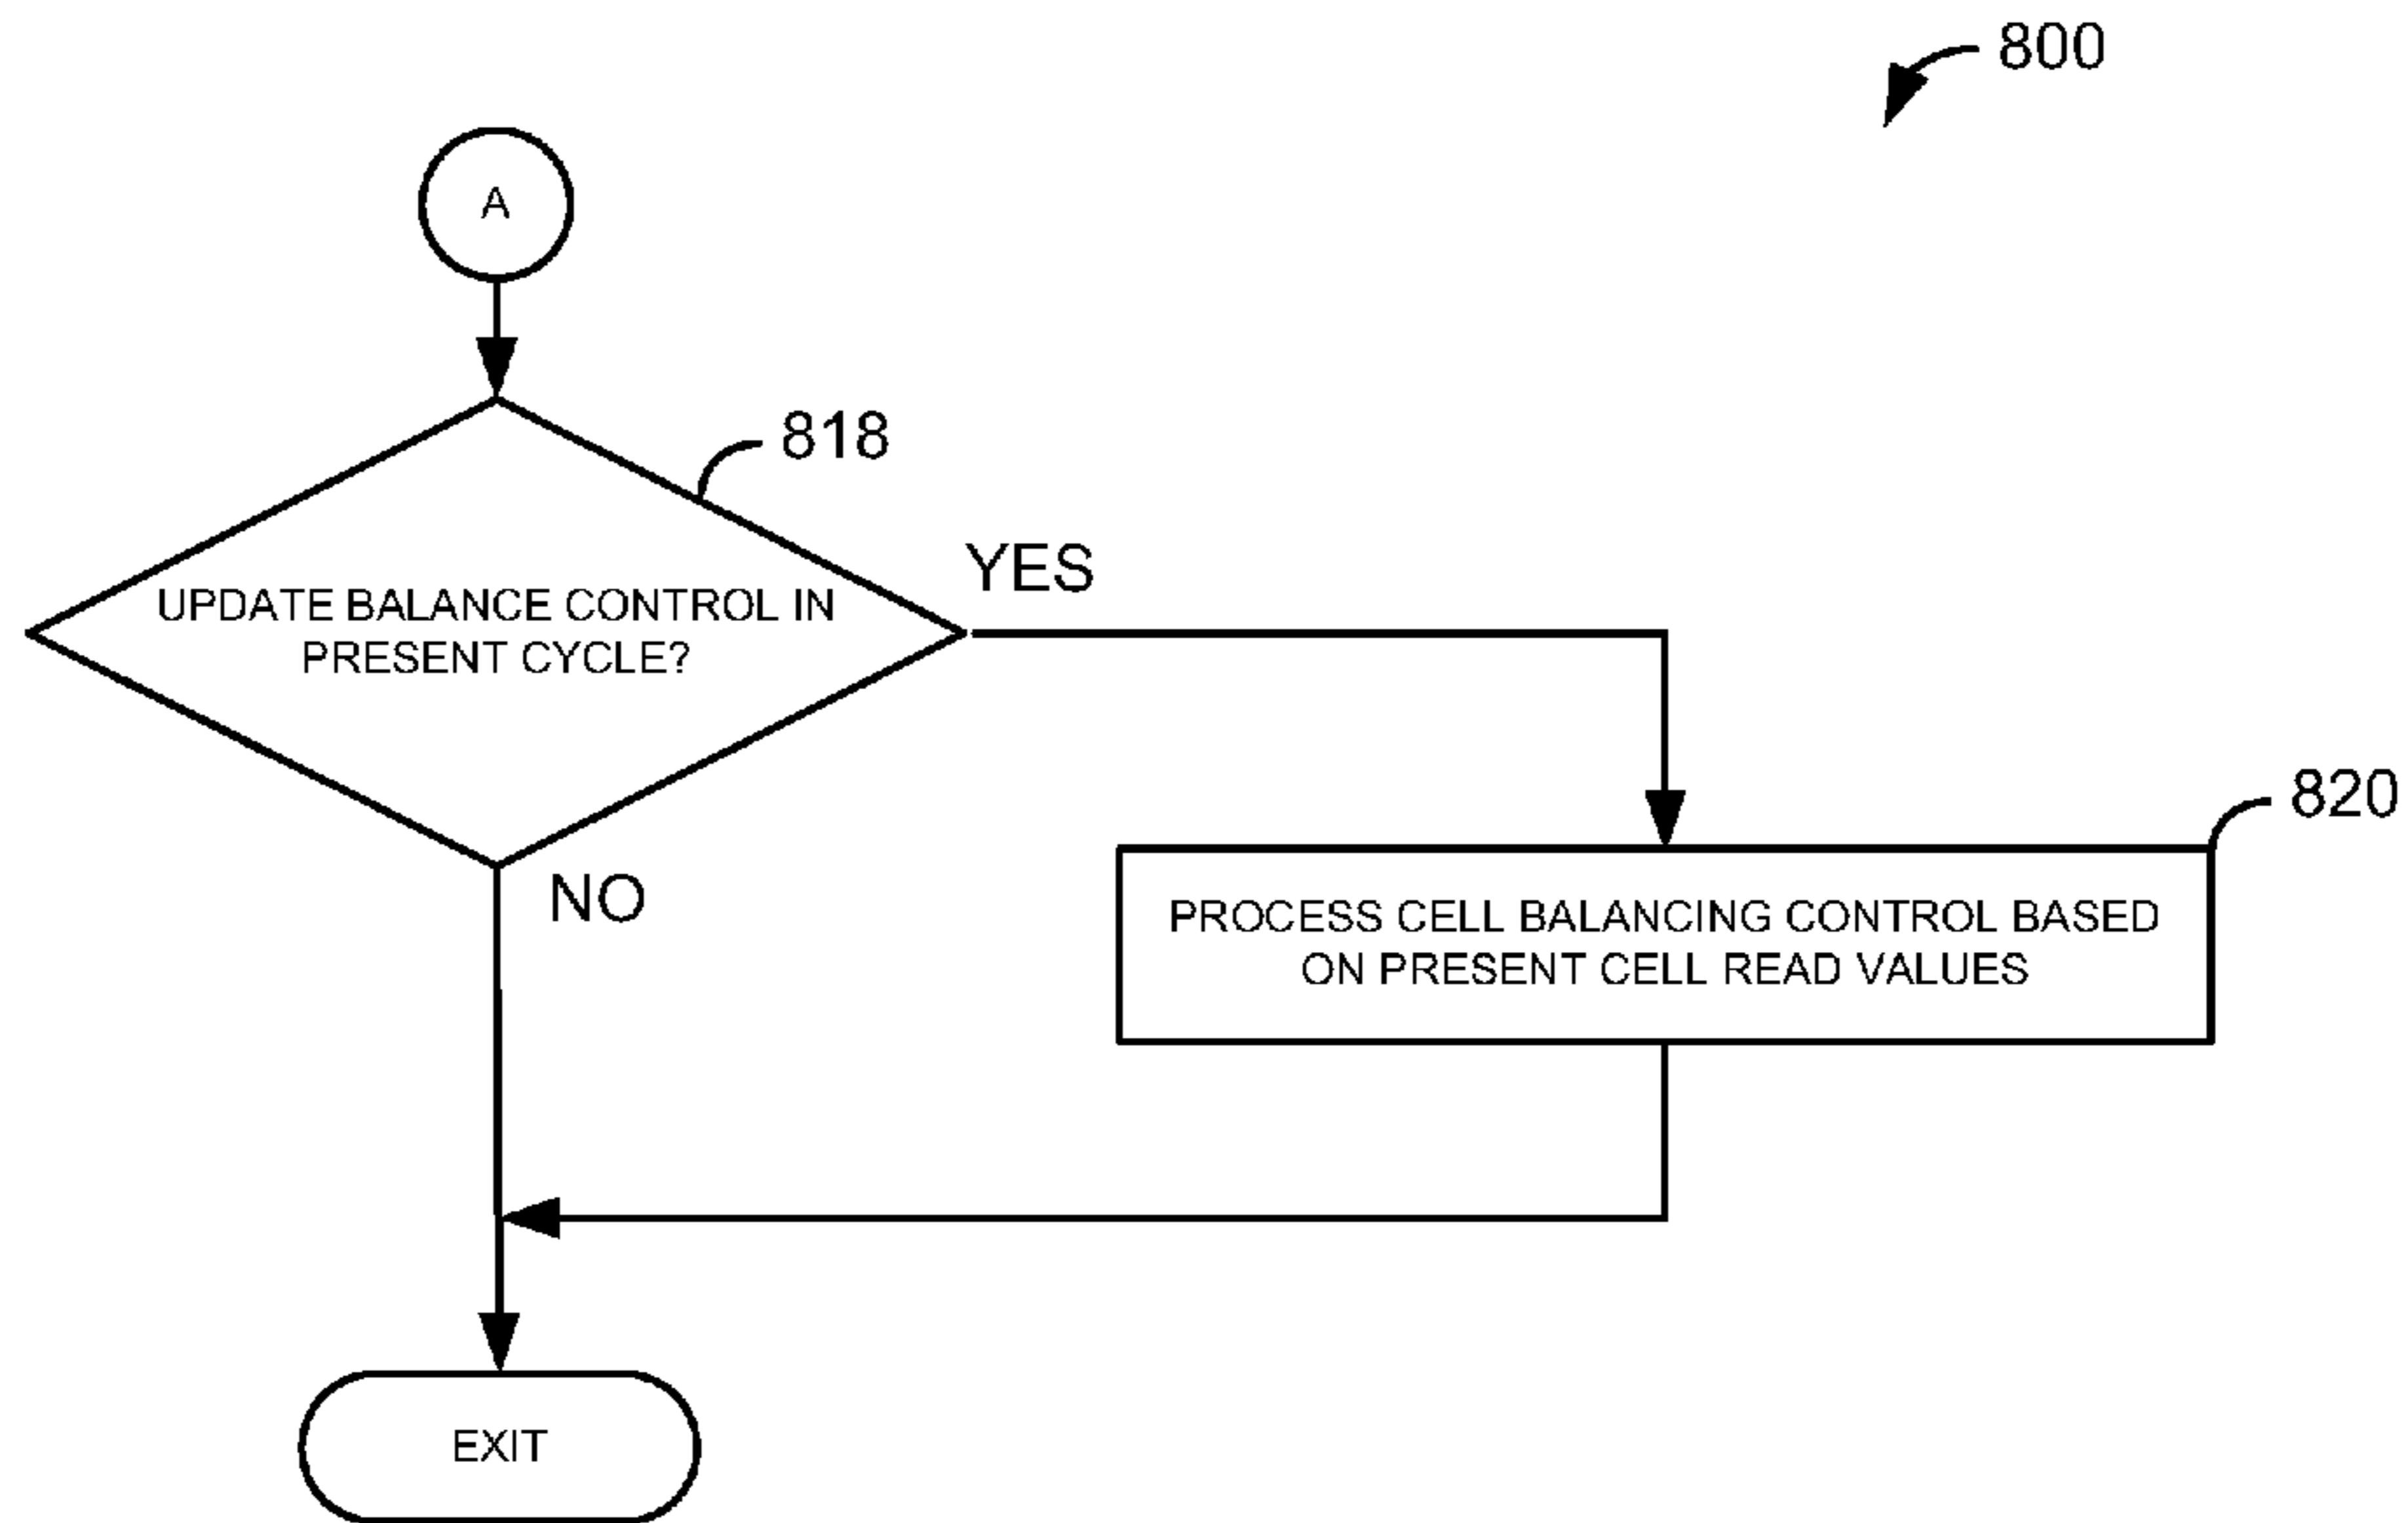 800
A
818
UPDATE BALANCE CONTROL IN
PRESENT CYCLE?
YES
NO
820
PROCESS CELL BALANCING CONTROL BASED
ON PRESENT CELL READ VALUES
EXIT